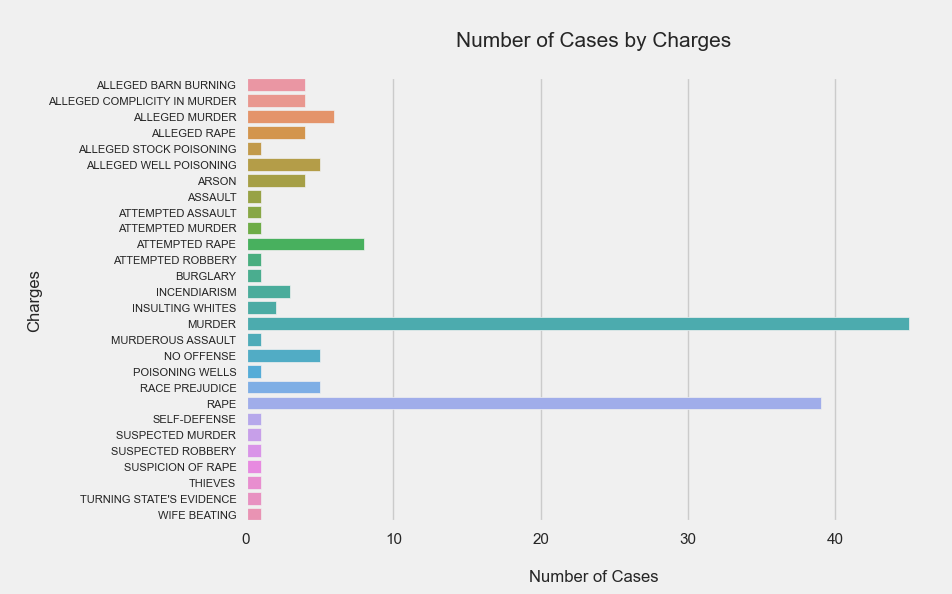 Number of Cases by Charges
ALLEGED BARN BURNING
ALLEGED COMPLICITY IN MURDER
ALLEGED MURDER
ALLEGED RAPE
ALLEGED STOCK POISONING
ALLEGED WELL POISONING
ARSON
ASSAULT
ATTEMPTED ASSAULT
ATTEMPTED MURDER
ATTEMPTED RAPE
ATTEMPTED ROBBERY
BURGLARY
INCENDIARISM
INSULTING WHITES
MURDER
MURDEROUS ASSAULT
NO OFFENSE
POISONING WELLS
RACE PREJUDICE
RAPE
SELF-DEFENSE
SUSPECTED MURDER
SUSPECTED ROBBERY
SUSPICION OF RAPE
THIEVES
TURNING STATE'S EVIDENCE
WIFE BEATING
Charges
0 10 20 30 40
Number of Cases